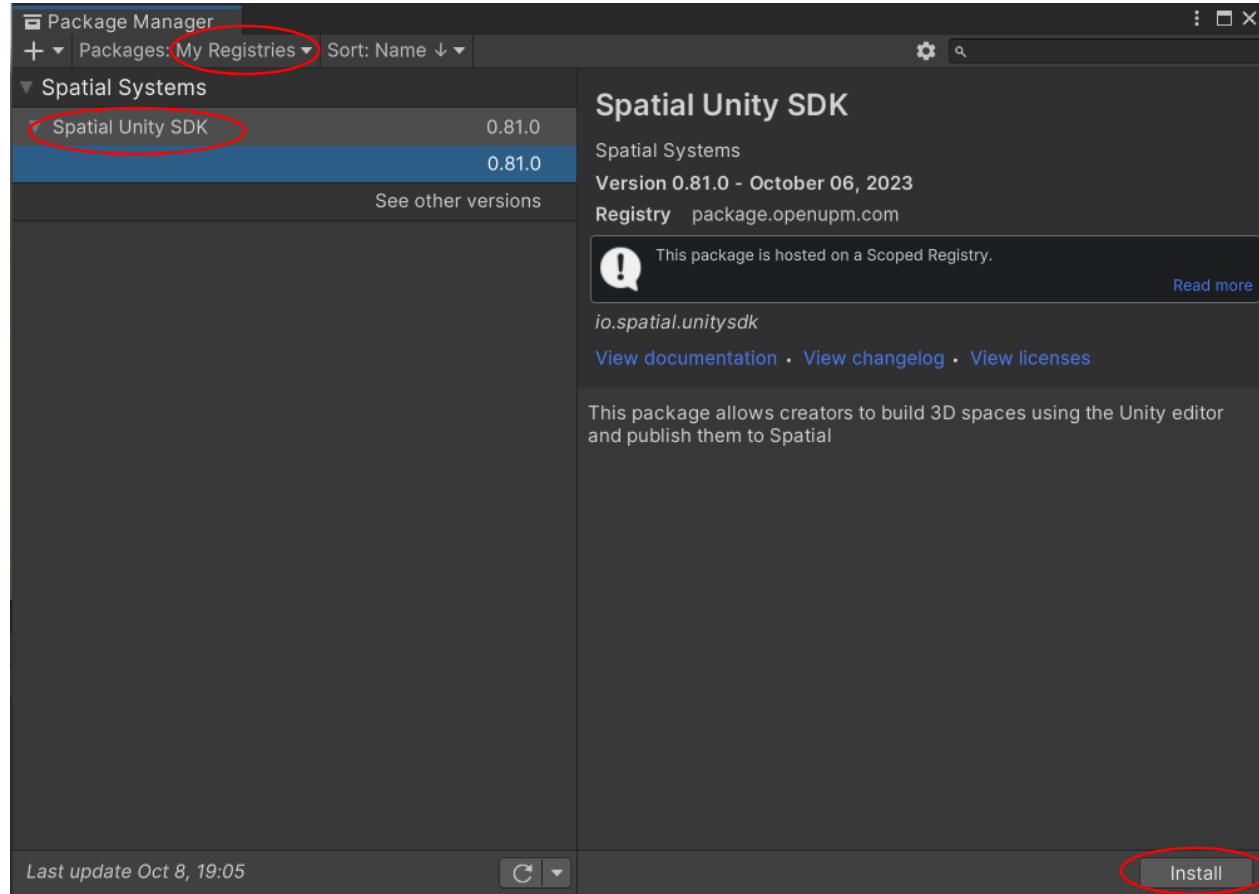 Package Manager
Packages: My Registries Sort: Name ↓
Spatial Systems
Spatial Unity SDK 0.81.0
0.81.0
See other versions
Last update Oct 8, 19:05
Spatial Unity SDK
Spatial Systems
Version 0.81.0 - October 06, 2023
Registry package.openupm.com
This package is hosted on a Scoped Registry.
Read more
io.spatial.unitysdk
View documentation • View changelog • View licenses
This package allows creators to build 3D spaces using the Unity editor
and publish them to Spatial
Install